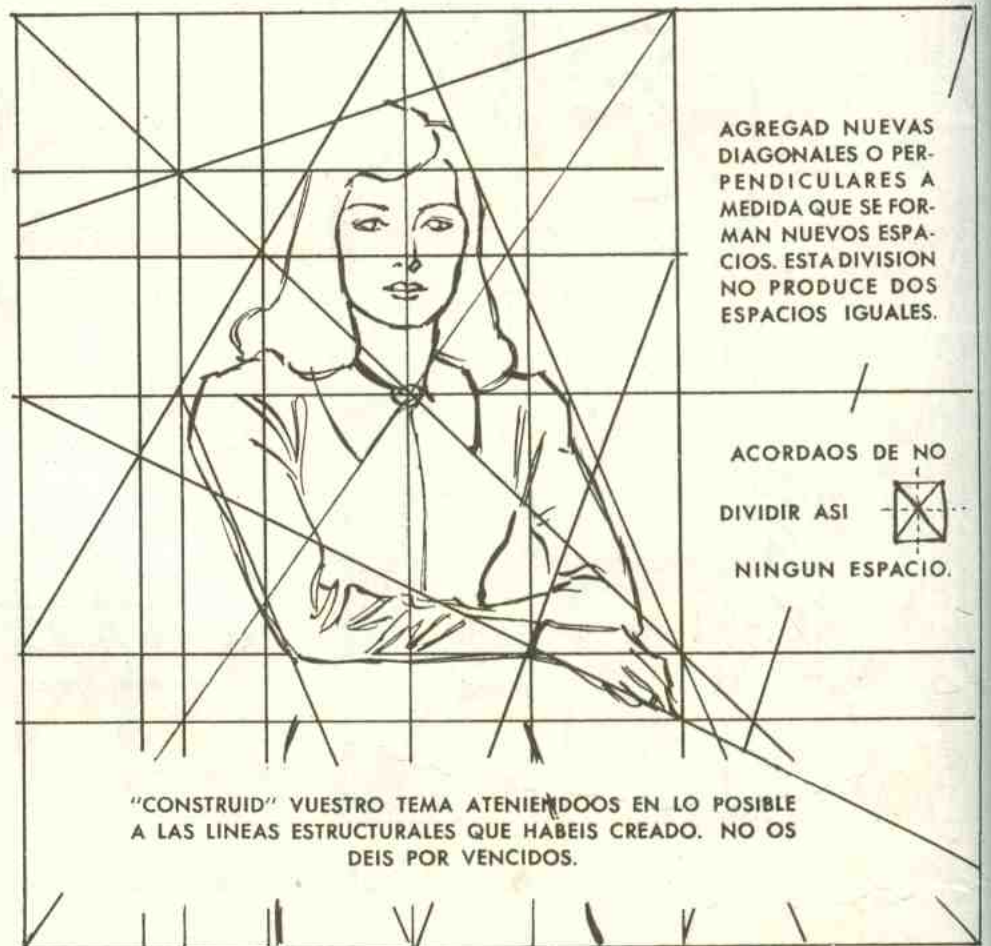 AGREGAD NUEVAS
DIAGONALES O PER-
PENDICULARES A
MEDIDA QUE SE FOR-
MAN NUEVOS ESPA-
CIOS. ESTA DIVISION
NO PRODUCE DOS
ESPACIOS IGUALES.
ACORDAOS DE NO
DIVIDIR ASI
NINGUN ESPACIO.
"CONSTRUID" VUESTRO TEMA ATENIENDOOS EN LO POSIBLE
A LAS LINEAS ESTRUCTURALES QUE HABEIS CREADO. NO OS
DEIS POR VENCIDOS.